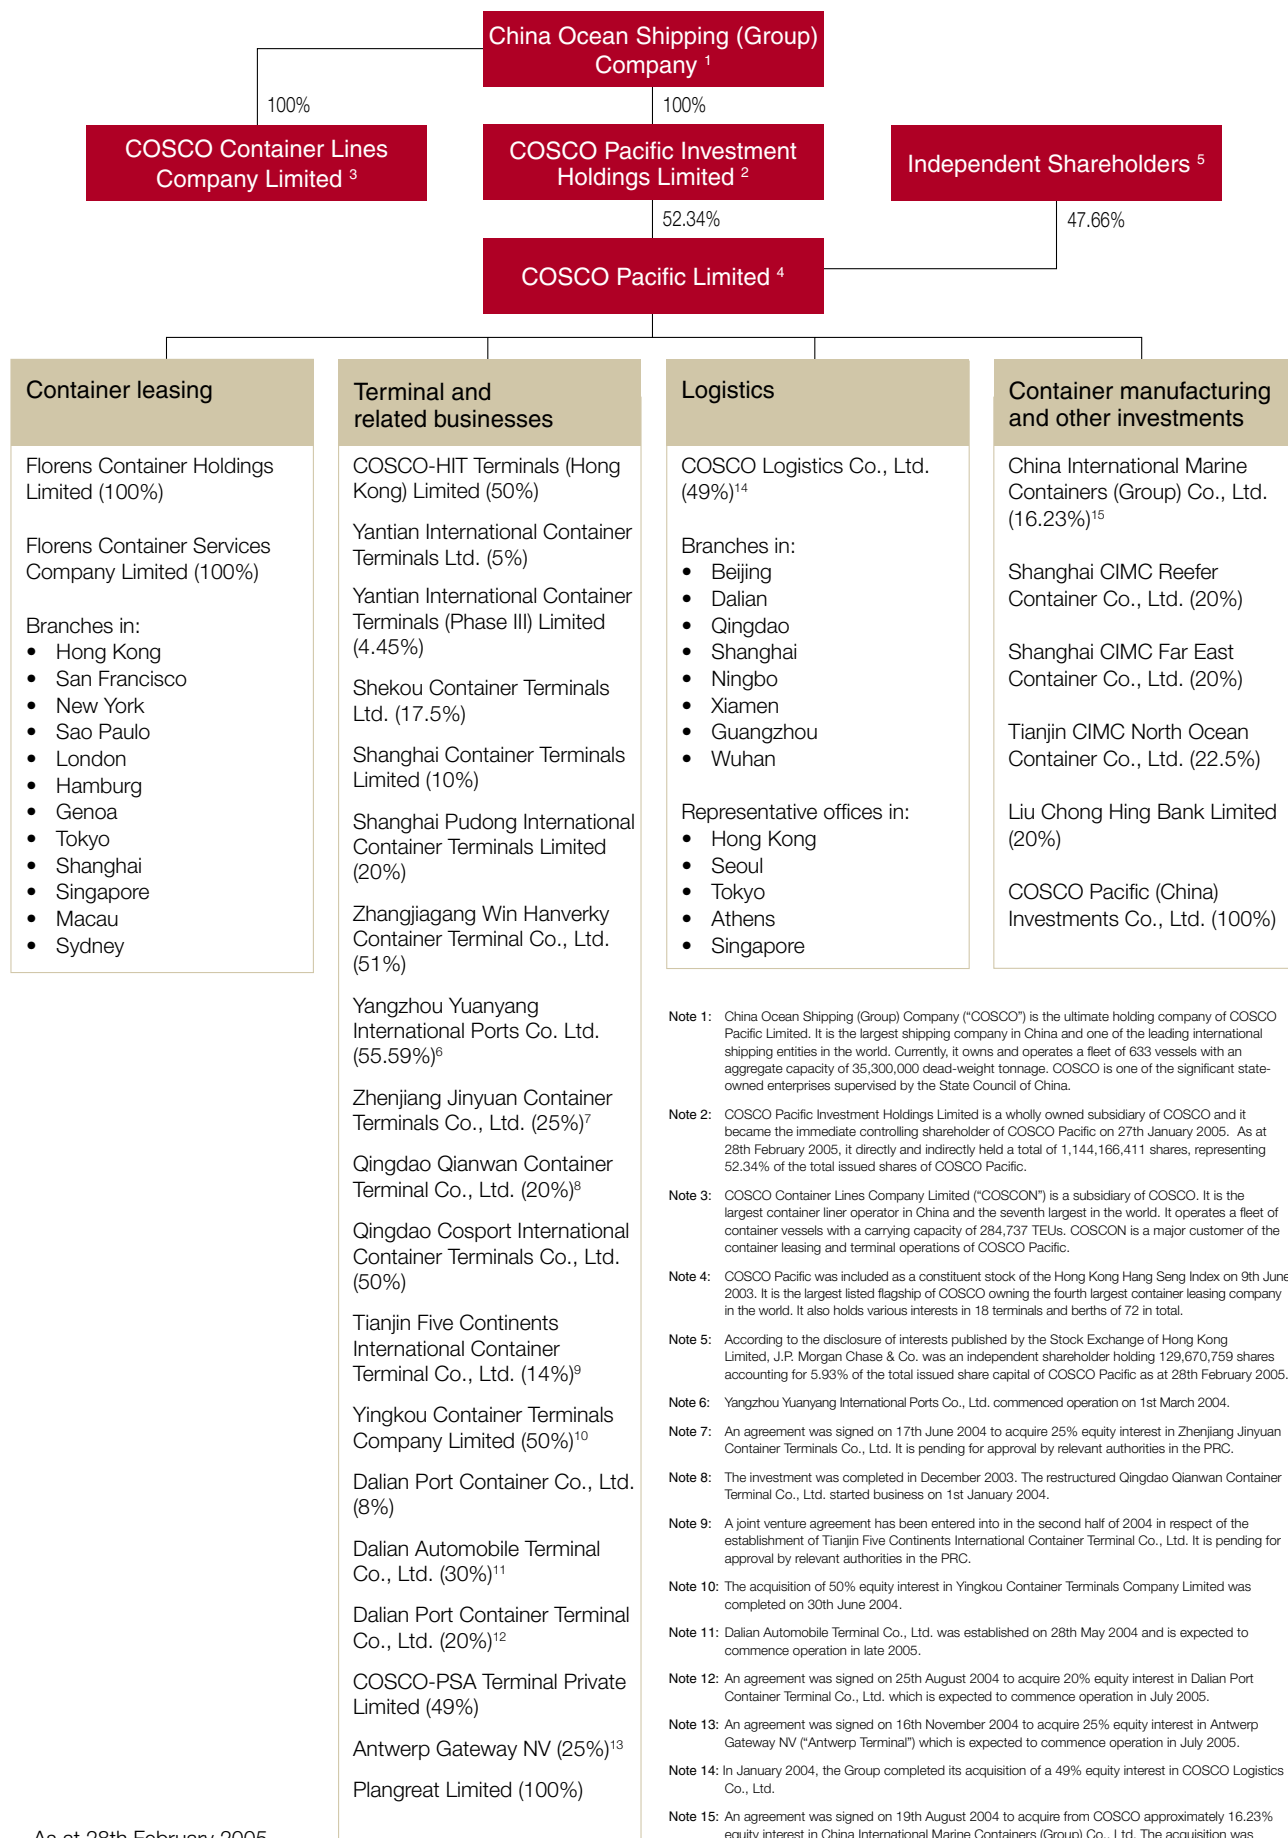 China Ocean Shipping (Group)
Company 1
100%
100%
COSCO Container Lines
Company Limited 3
COSCO Pacific Investment
Holdings Limited 2
Independent Shareholders 5
52.34%
47.66%
COSCO Pacific Limited 4
Container leasing
Florens Container Holdings
Limited (100%)
Florens Container Services
Company Limited (100%)
Branches in:
• Hong Kong
• San Francisco
• New York
• Sao Paulo
• London
• Hamburg
• Genoa
• Tokyo
• Shanghai
• Singapore
• Macau
• Sydney
Terminal and
related businesses
COSCO-HIT Terminals (Hong
Kong) Limited (50%)
Yantian International Container
Terminals Ltd. (5%)
Yantian International Container
Terminals (Phase III) Limited
(4.45%)
Shekou Container Terminals
Ltd. (17.5%)
Shanghai Container Terminals
Limited (10%)
Shanghai Pudong International
Container Terminals Limited
(20%)
Zhangjiagang Win Hanverky
Container Terminal Co., Ltd.
(51%)
Yangzhou Yuanyang
International Ports Co. Ltd.
(55.59%)6
Zhenjiang Jinyuan Container
Terminals Co., Ltd. (25%)7
Qingdao Qianwan Container
Terminal Co., Ltd. (20%)8
Qingdao Cosport International
Container Terminals Co., Ltd.
(50%)
Tianjin Five Continents
International Container
Terminal Co., Ltd. (14%)9
Yingkou Container Terminals
Company Limited (50%)10
Dalian Port Container Co., Ltd.
(8%)
Dalian Automobile Terminal
Co., Ltd. (30%)11
Dalian Port Container Terminal
Co., Ltd. (20%)12
COSCO-PSA Terminal Private
Limited (49%)
Antwerp Gateway NV (25%)13
Plangreat Limited (100%)
Logistics
COSCO Logistics Co., Ltd.
(49%)14
Branches in:
• Beijing
• Dalian
• Qingdao
• Shanghai
• Ningbo
• Xiamen
• Guangzhou
• Wuhan
Representative offices in:
• Hong Kong
• Seoul
• Tokyo
• Athens
• Singapore
Container manufacturing
and other investments
China International Marine
Containers (Group) Co., Ltd.
(16.23%)15
Shanghai CIMC Reefer
Container Co., Ltd. (20%)
Shanghai CIMC Far East
Container Co., Ltd. (20%)
Tianjin CIMC North Ocean
Container Co., Ltd. (22.5%)
Liu Chong Hing Bank Limited
(20%)
COSCO Pacific (China)
Investments Co., Ltd. (100%)
Note 1: China Ocean Shipping (Group) Company (“COSCO”) is the ultimate holding company of COSCO
Pacific Limited. It is the largest shipping company in China and one of the leading international
shipping entities in the world. Currently, it owns and operates a fleet of 633 vessels with an
aggregate capacity of 35,300,000 dead-weight tonnage. COSCO is one of the significant state-
owned enterprises supervised by the State Council of China.
Note 2: COSCO Pacific Investment Holdings Limited is a wholly owned subsidiary of COSCO and it
became the immediate controlling shareholder of COSCO Pacific on 27th January 2005. As at
28th February 2005, it directly and indirectly held a total of 1,144,166,411 shares, representing
52.34% of the total issued shares of COSCO Pacific.
Note 3: COSCO Container Lines Company Limited (“COSCON”) is a subsidiary of COSCO. It is the
largest container liner operator in China and the seventh largest in the world. It operates a fleet of
container vessels with a carrying capacity of 284,737 TEUs. COSCON is a major customer of the
container leasing and terminal operations of COSCO Pacific.
Note 4: COSCO Pacific was included as a constituent stock of the Hong Kong Hang Seng Index on 9th June
2003. It is the largest listed flagship of COSCO owning the fourth largest container leasing company
in the world. It also holds various interests in 18 terminals and berths of 72 in total.
Note 5: According to the disclosure of interests published by the Stock Exchange of Hong Kong
Limited, J.P. Morgan Chase & Co. was an independent shareholder holding 129,670,759 shares
accounting for 5.93% of the total issued share capital of COSCO Pacific as at 28th February 2005.
Note 6: Yangzhou Yuanyang International Ports Co., Ltd. commenced operation on 1st March 2004.
Note 7: An agreement was signed on 17th June 2004 to acquire 25% equity interest in Zhenjiang Jinyuan
Container Terminals Co., Ltd. It is pending for approval by relevant authorities in the PRC.
Note 8: The investment was completed in December 2003. The restructured Qingdao Qianwan Container
Terminal Co., Ltd. started business on 1st January 2004.
Note 9: A joint venture agreement has been entered into in the second half of 2004 in respect of the
establishment of Tianjin Five Continents International Container Terminal Co., Ltd. It is pending for
approval by relevant authorities in the PRC.
Note 10: The acquisition of 50% equity interest in Yingkou Container Terminals Company Limited was
completed on 30th June 2004.
Note 11: Dalian Automobile Terminal Co., Ltd. was established on 28th May 2004 and is expected to
commence operation in late 2005.
Note 12: An agreement was signed on 25th August 2004 to acquire 20% equity interest in Dalian Port
Container Terminal Co., Ltd. which is expected to commence operation in July 2005.
Note 13: An agreement was signed on 16th November 2004 to acquire 25% equity interest in Antwerp
Gateway NV (“Antwerp Terminal”) which is expected to commence operation in July 2005.
Note 14: In January 2004, the Group completed its acquisition of a 49% equity interest in COSCO Logistics
Co., Ltd.
Note 15: An agreement was signed on 19th August 2004 to acquire from COSCO approximately 16.23%
equity interest in China International Marine Containers (Group) Co., Ltd. The acquisition was
As at 28th February 2005